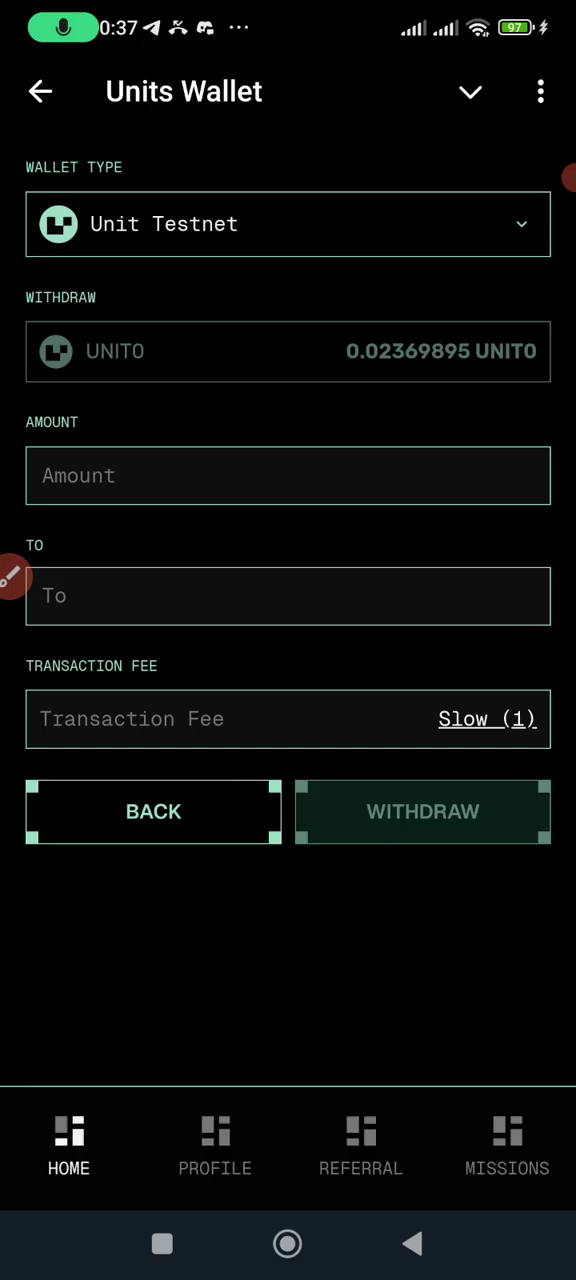 0:37
97
Units Wallet
WALLET TYPE
Unit Testnet
WITHDRAW
UNIT0 0.02369895 UNIT0
AMOUNT
Amount
TO
To
TRANSACTION FEE
Transaction Fee Slow (1)
BACK WITHDRAW
HOME PROFILE REFERRAL MISSIONS